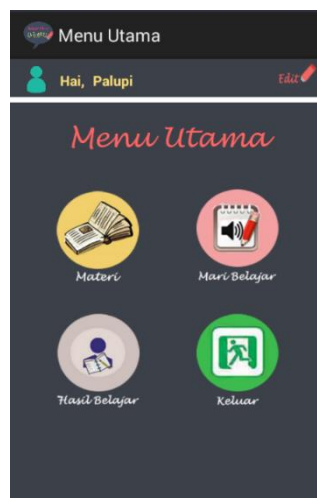 Menu Utama
Hai, Palupi
Edit
Menu Utama
Materi
Mari Belajar
Hasil Belajar
Keluar